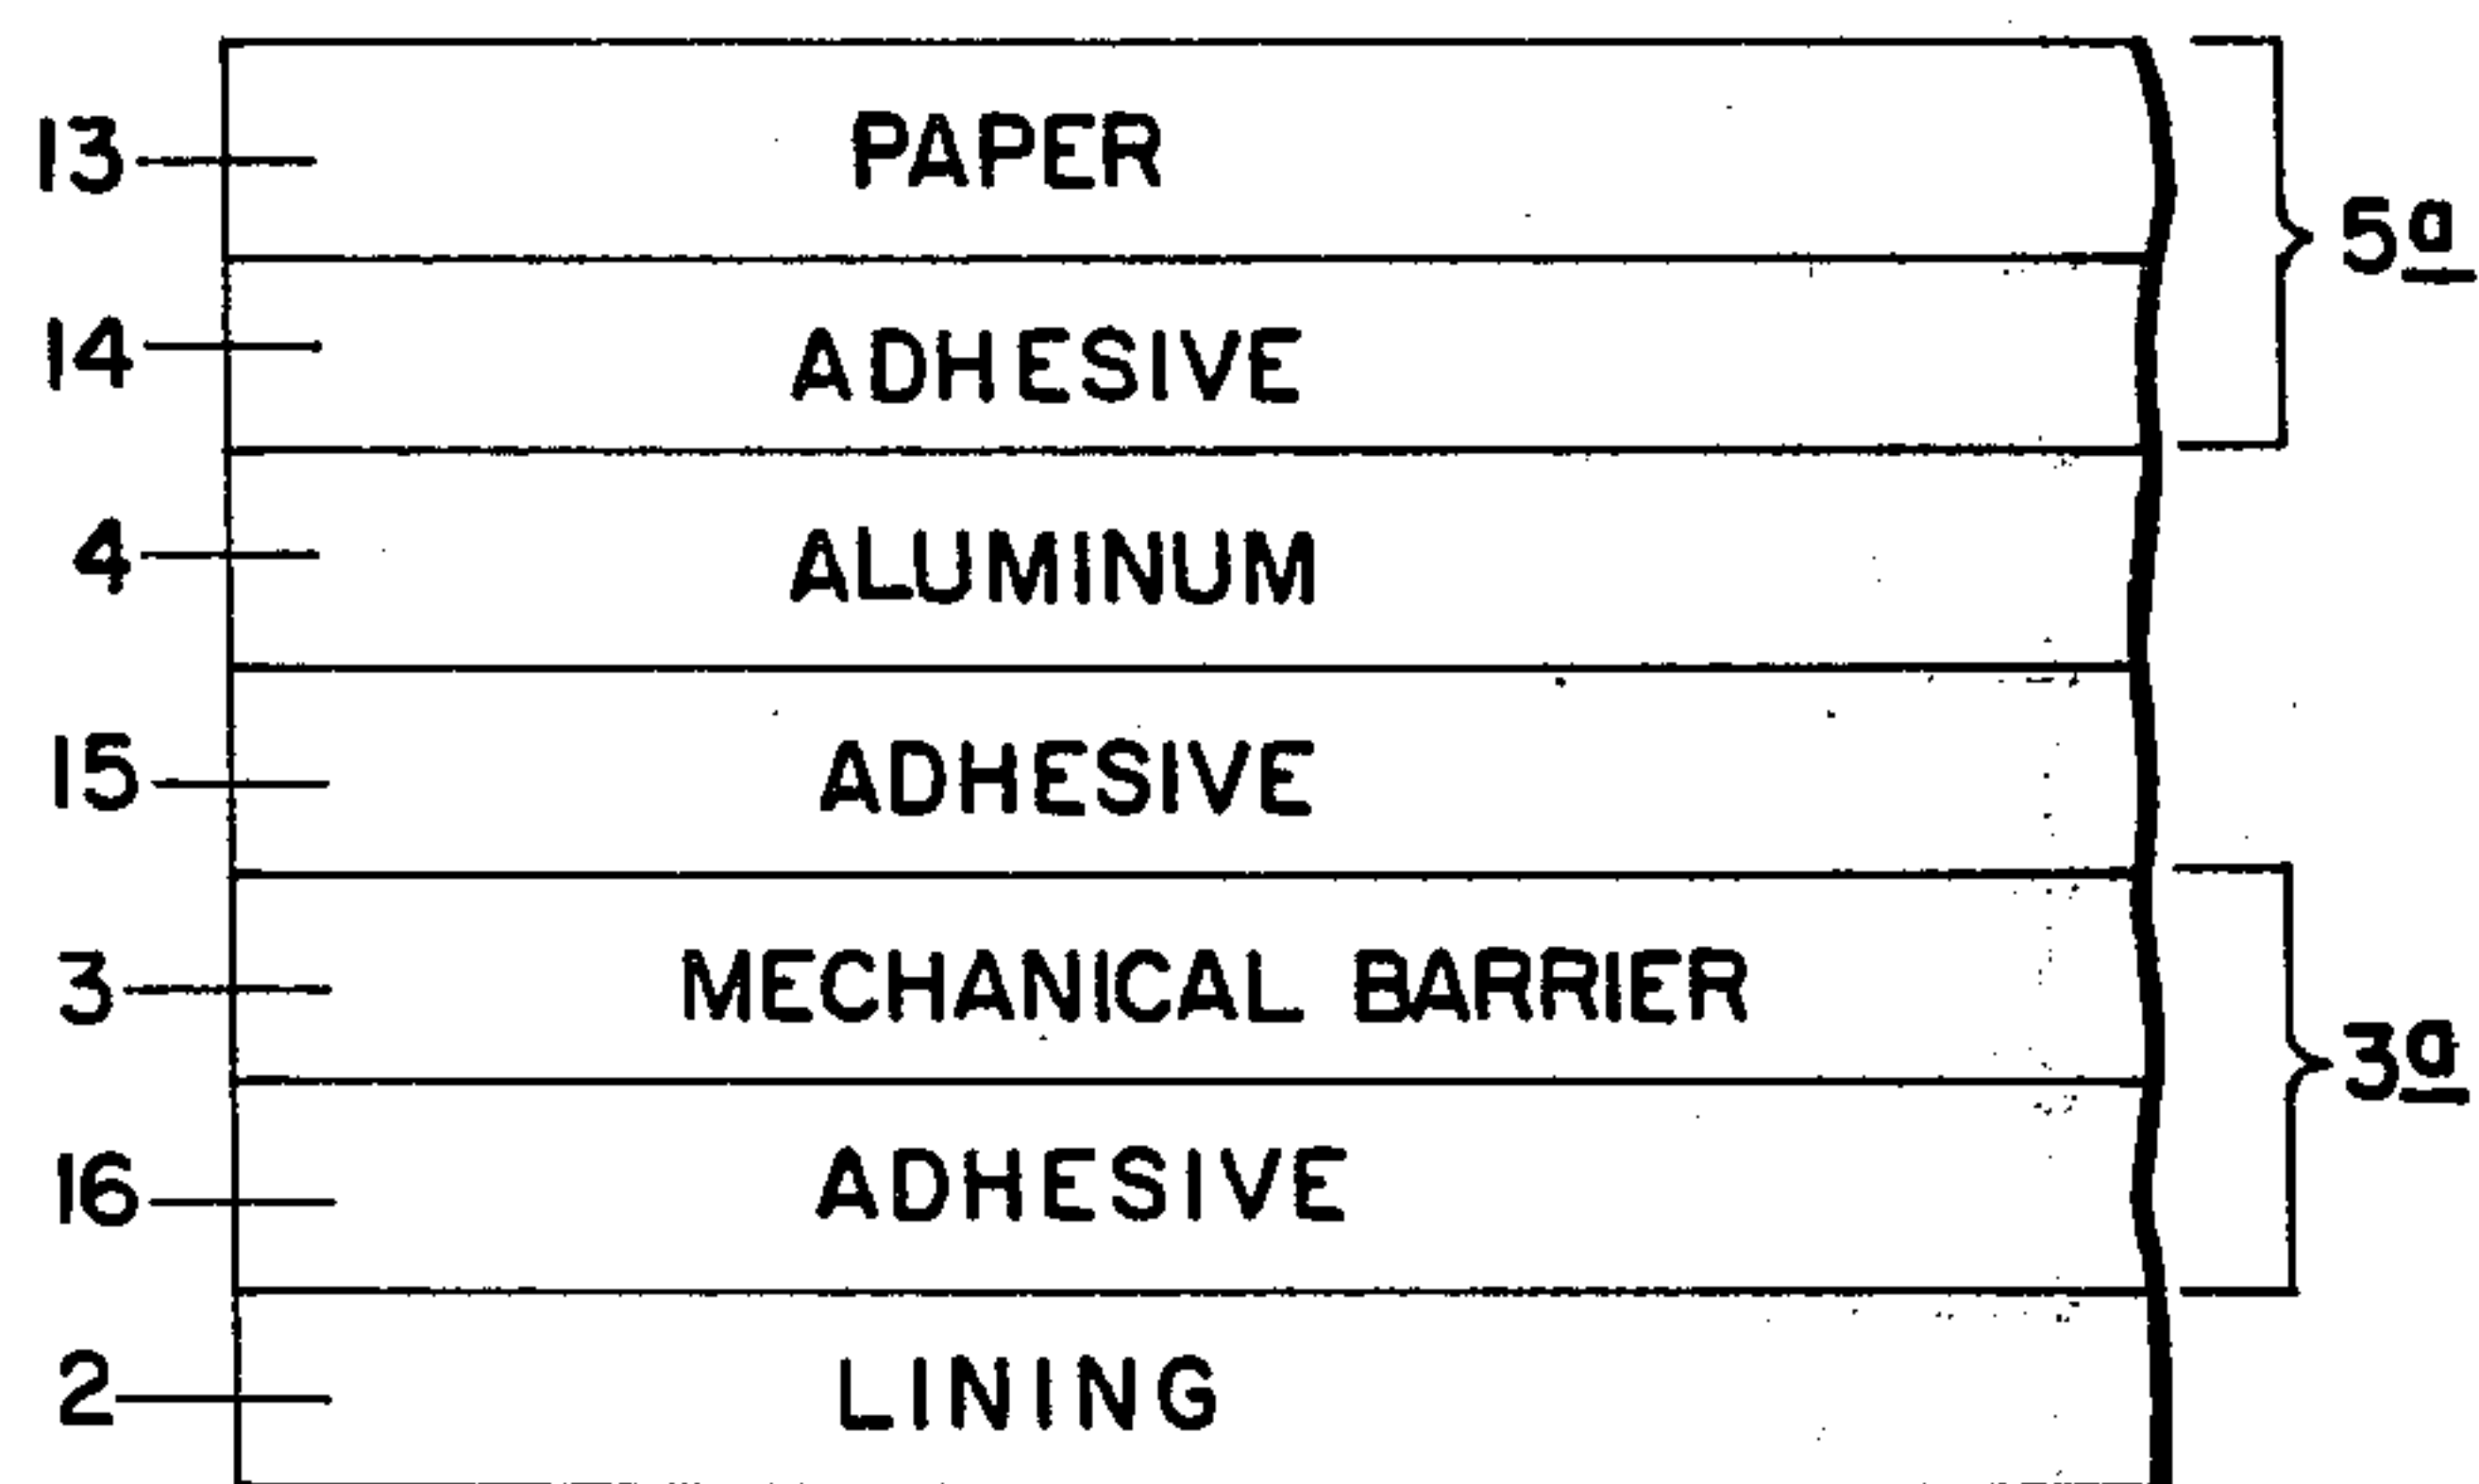 13 PAPER
5a
14 ADHESIVE
4 ALUMINUM
15 ADHESIVE
3 MECHANICAL BARRIER
3a
16 ADHESIVE
2 LINING